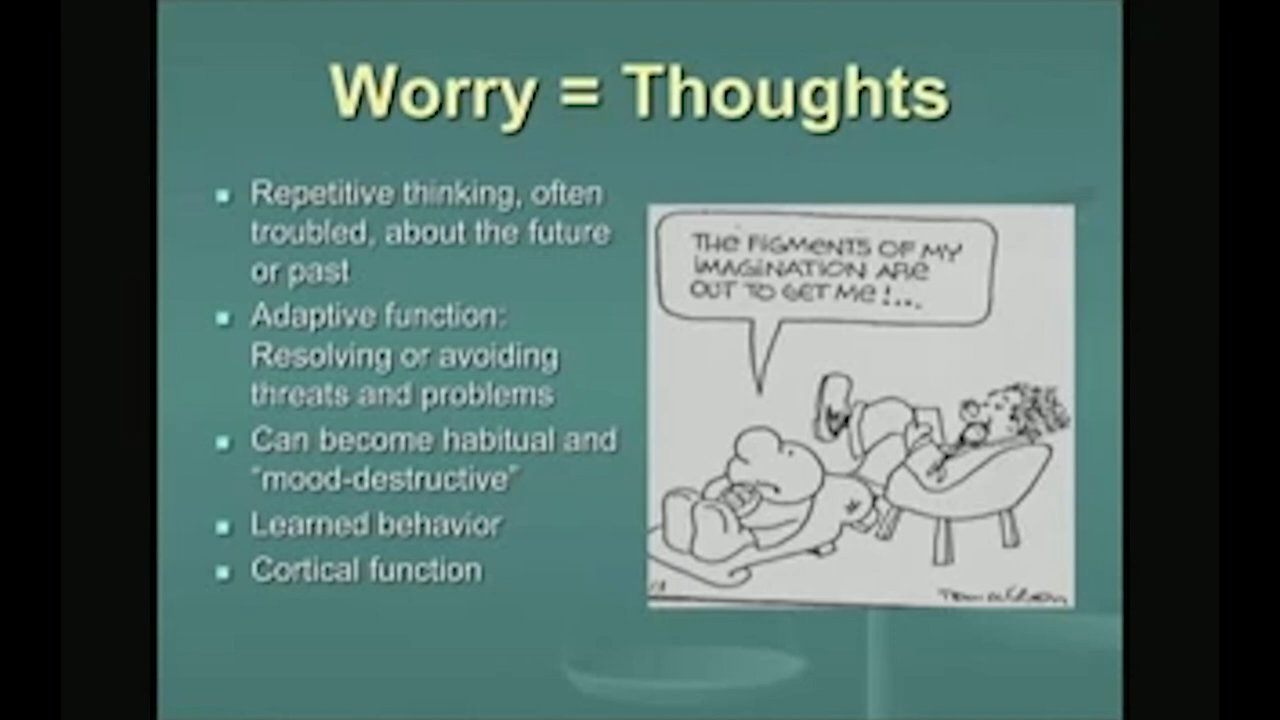 Worry = Thoughts
Repetitive thinking, often
troubled, about the future
or past
Adaptive function:
Resolving or avoiding
threats and problems
Can become habitual and
"mood-destructive"
Learned behavior
Cortical function
THE FIGMENTS OF MY
IMAGINATION ARE
OUT TO GET ME!...
Tom Wilson